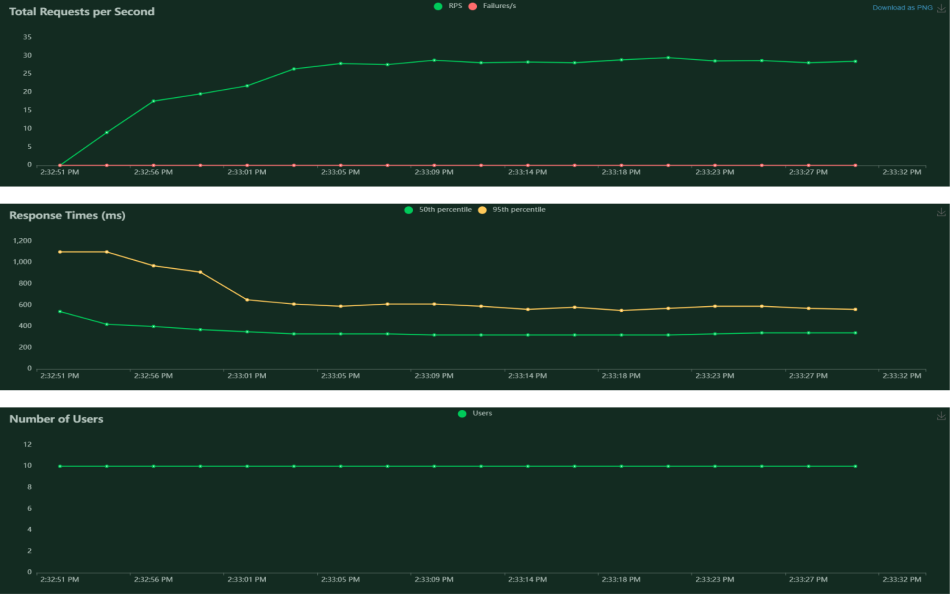 Total Requests per Second
RPS Failures/s
Download as PNG
35
30
25
20
15
10
5
0
2:32:51 PM 2:32:56 PM 2:33:01 PM 2:33:05 PM 2:33:09 PM 2:33:14 PM 2:33:18 PM 2:33:23 PM 2:33:27 PM 2:33:32 PM
Response Times (ms)
50th percentile 95th percentile
1,200
1,000
800
600
400
200
0
2:32:51 PM 2:32:56 PM 2:33:01 PM 2:33:05 PM 2:33:09 PM 2:33:14 PM 2:33:18 PM 2:33:23 PM 2:33:27 PM 2:33:32 PM
Number of Users
Users
12
10
8
6
4
2
0
2:32:51 PM 2:32:56 PM 2:33:01 PM 2:33:05 PM 2:33:09 PM 2:33:14 PM 2:33:18 PM 2:33:23 PM 2:33:27 PM 2:33:32 PM